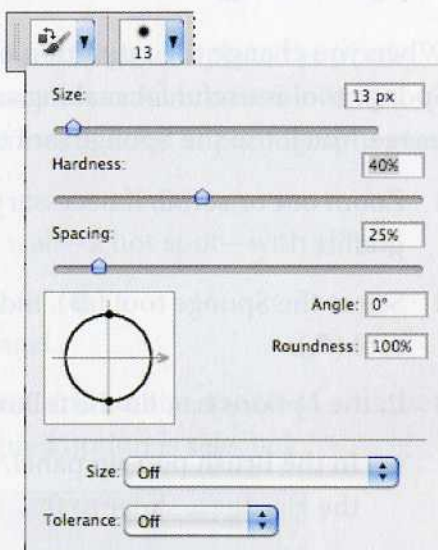 13
Size: 13 px
Hardness: 40%
Spacing: 25%
Angle: 0°
Roundness: 100%
Size: Off
Tolerance: Off